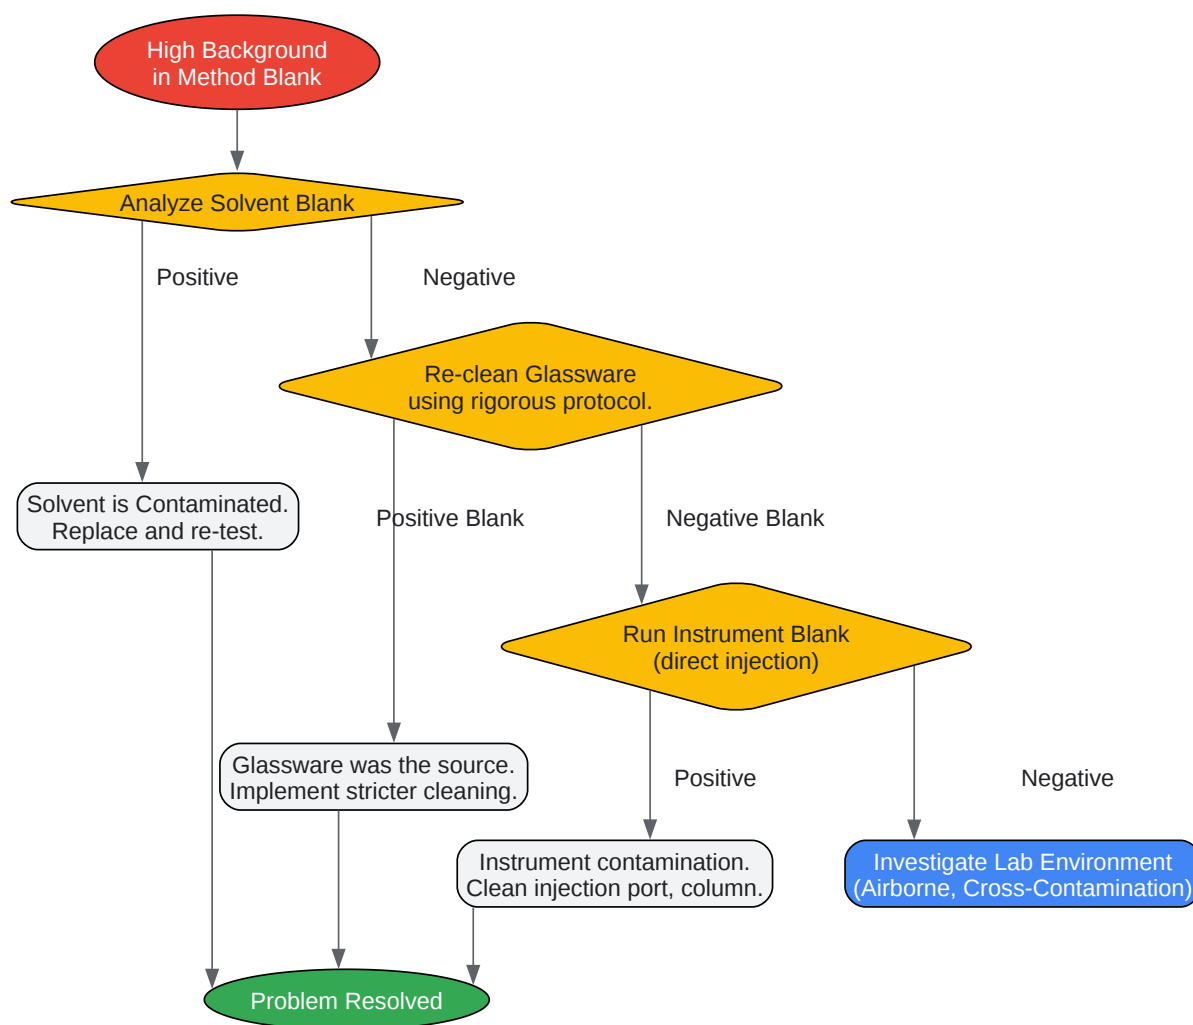 High Background
in Method Blank
Analyze Solvent Blank
Positive
Negative
Re-clean Glassware
using rigorous protocol.
Solvent is Contaminated.
Replace and re-test.
Positive Blank
Negative Blank
Run Instrument Blank
(direct injection)
Glassware was the source.
Implement stricter cleaning.
Positive
Negative
Instrument contamination.
Clean injection port, column.
Investigate Lab Environment
(Airborne, Cross-Contamination)
Problem Resolved